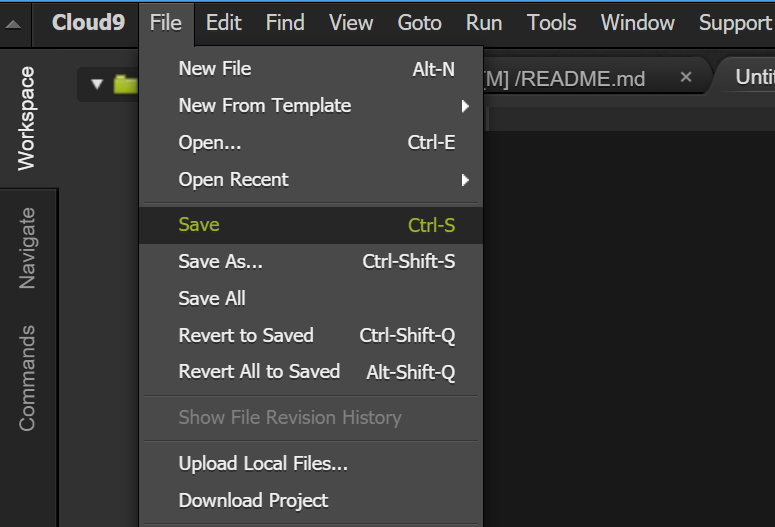 Cloud9 File Edit Find View Goto Run Tools Window Support
[M] /README.md × Unti
Workspace
Navigate
Commands
New File Alt-N
New From Template
Open... Ctrl-E
Open Recent
Save Ctrl-S
Save As... Ctrl-Shift-S
Save All
Revert to Saved Ctrl-Shift-Q
Revert All to Saved Alt-Shift-Q
Show File Revision History
Upload Local Files...
Download Project